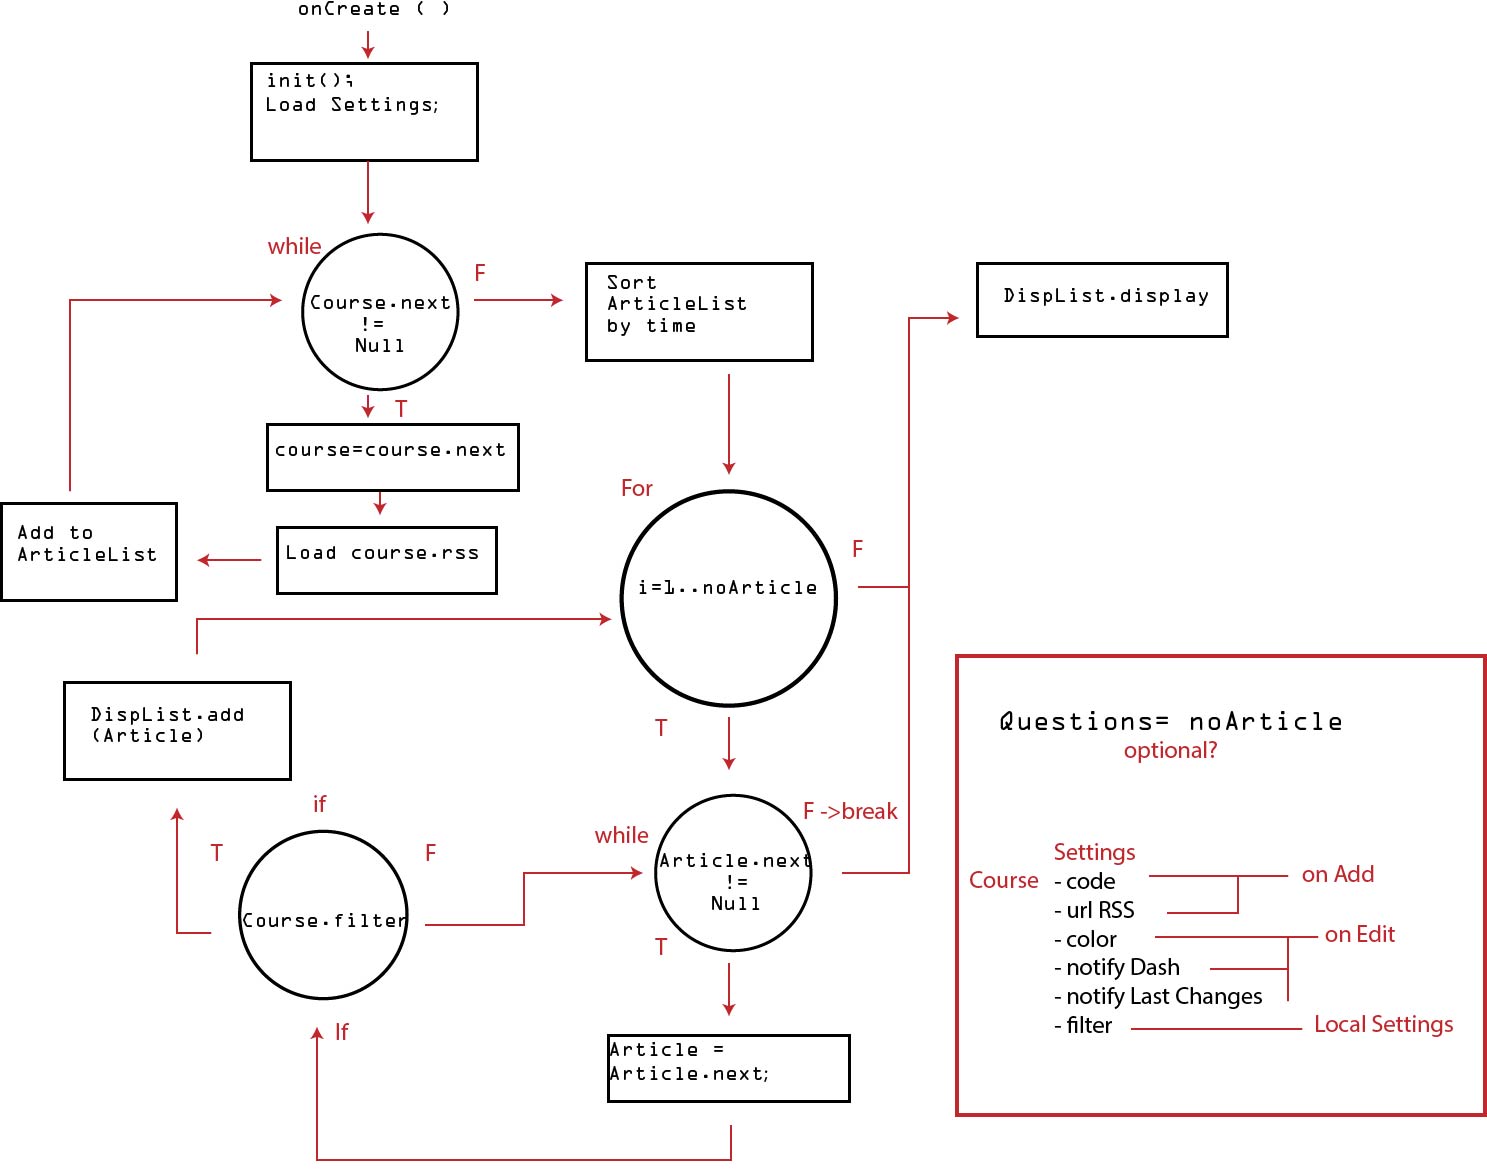 onCreate ( )
init();
Load Settings;
while
Course.next
!=
Null
F
T
Sort
ArticleList
by time
DispList.display
course=course.next
Load course.rss
Add to
ArticleList
For
i=1..noArticle
F
T
DispList.add
(Article)
if
T
F
Course.filter
If
while
F ->break
Article.next
!=
Null
T
Article =
Article.next;
Questions= noArticle
optional?
Settings
Course
- code
- url RSS
- color
- notify Dash
- notify Last Changes
- filter
on Add
on Edit
Local Settings